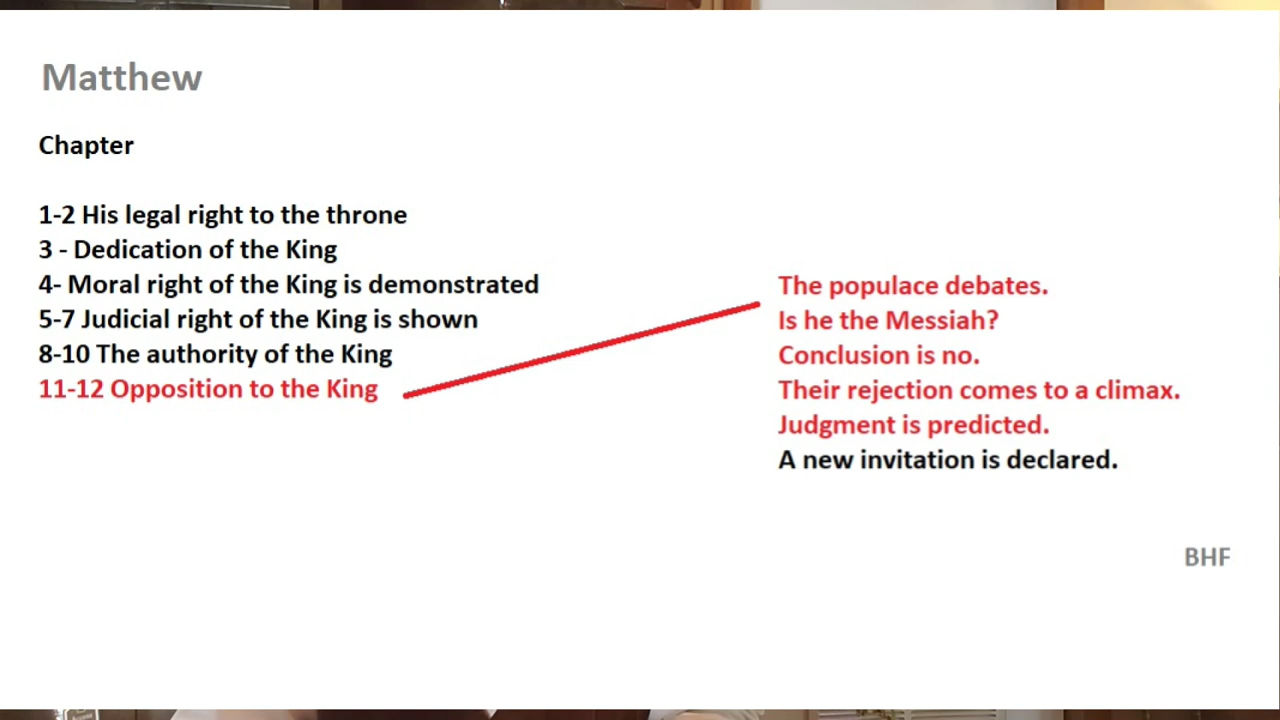 Matthew
Chapter
1-2 His legal right to the throne
3 - Dedication of the King
4- Moral right of the King is demonstrated
5-7 Judicial right of the King is shown
8-10 The authority of the King
11-12 Opposition to the King
The populace debates.
Is he the Messiah?
Conclusion is no.
Their rejection comes to a climax.
Judgment is predicted.
A new invitation is declared.
BHF